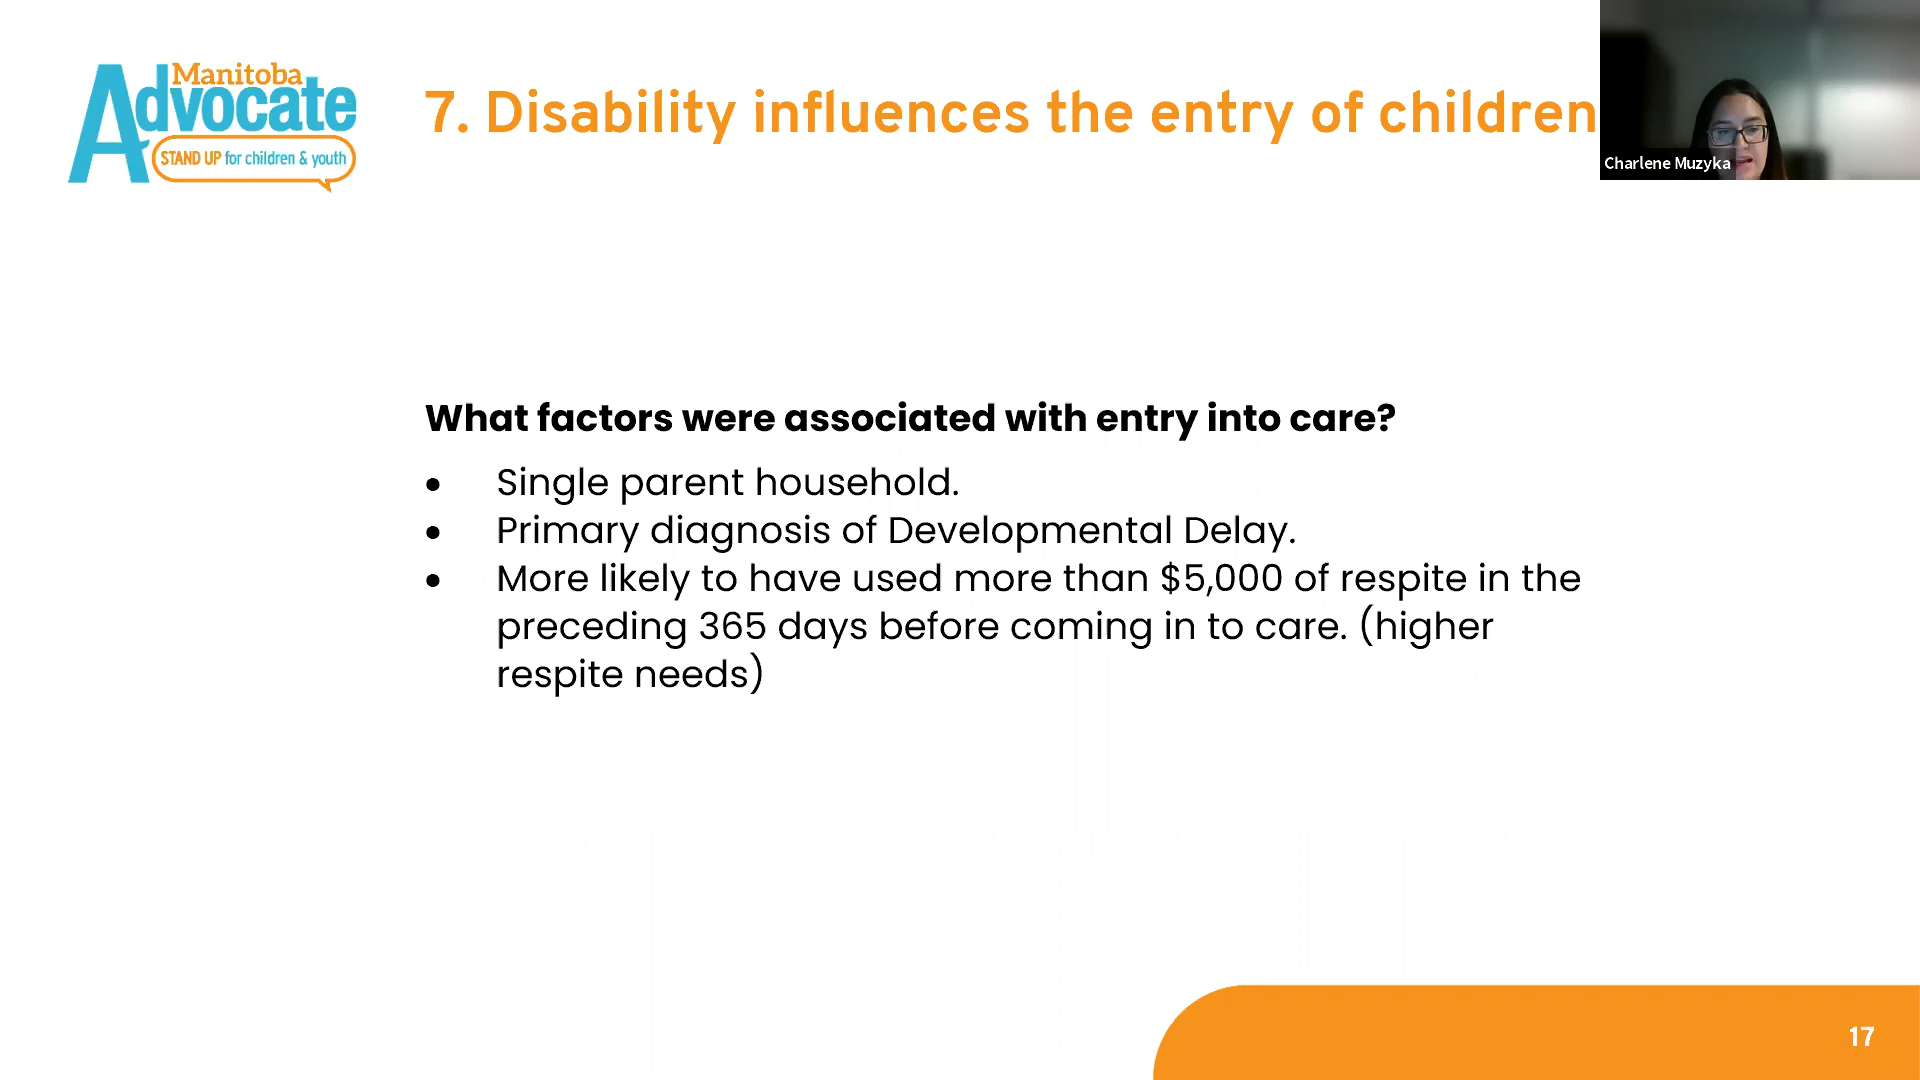 Manitoba
Advocate
STAND UP for children & youth
7. Disability influences the entry of children
Charlene Muzyka
What factors were associated with entry into care?
• Single parent household.
• Primary diagnosis of Developmental Delay.
• More likely to have used more than $5,000 of respite in the
preceding 365 days before coming in to care. (higher
respite needs)
17